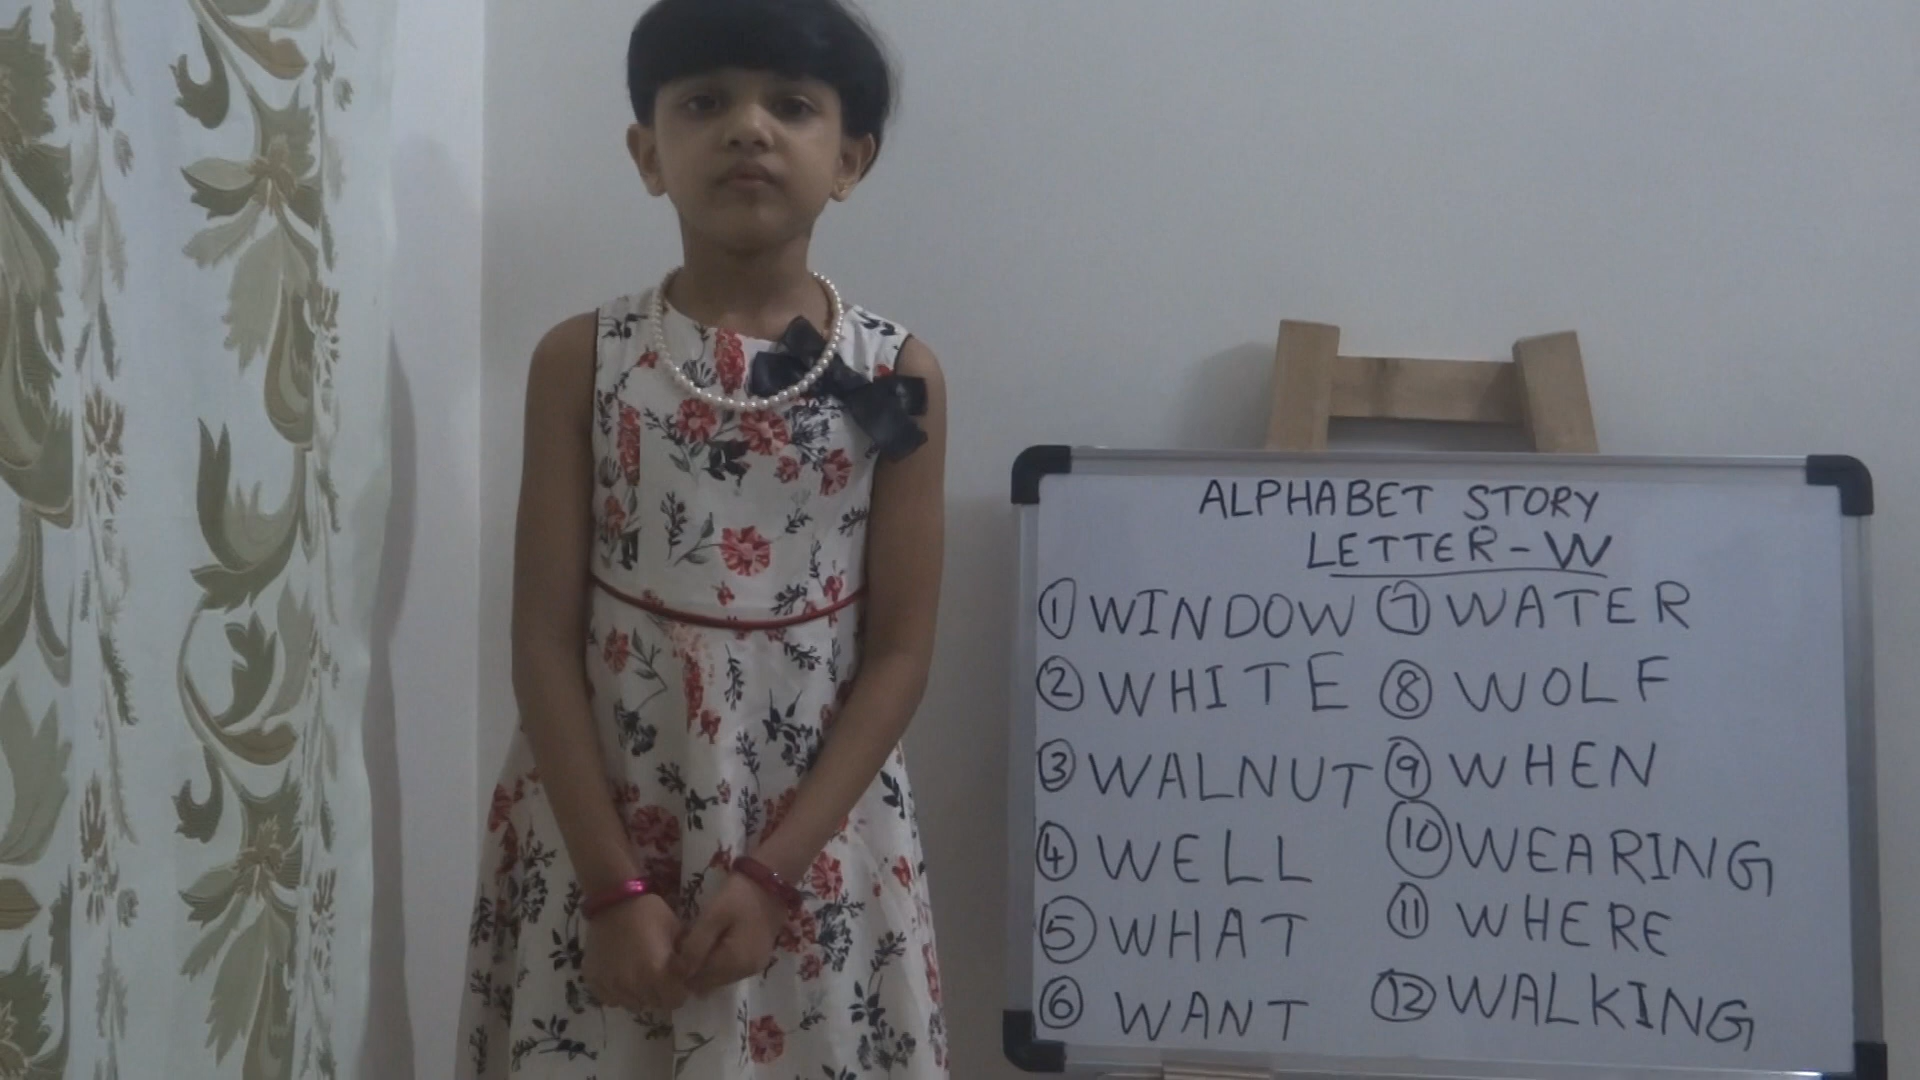 ALPHABET STORY
LETTER-W
① WINDOW ⑦ WATER
② WHITE ⑧ WOLF
③ WALNUT ⑨ WHEN
④ WELL ⑩ WEARING
⑤ WHAT ⑪ WHERE
⑥ WANT ⑫ WALKING